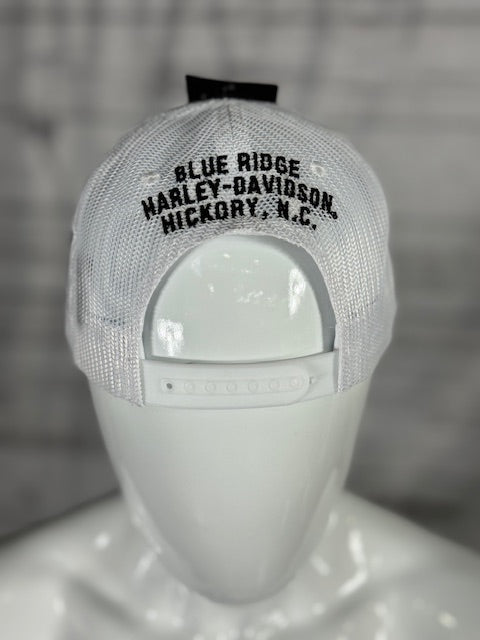 BLUE RIDGE
HARLEY-DAVIDSON®
HICKORY, N.C.